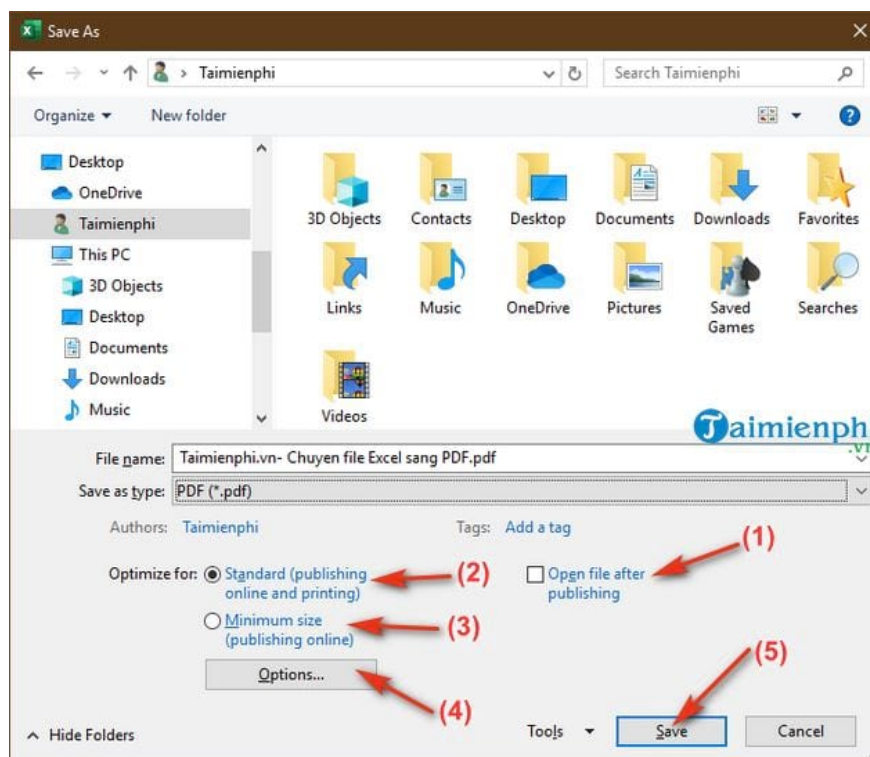 Save As
Taimienphi
Search Taimienphi
Organize
New folder
Desktop
OneDrive
Taimienphi
This PC
3D Objects
Desktop
Documents
Downloads
Music
3D Objects
Contacts
Desktop
Documents
Downloads
Favorites
Links
Music
OneDrive
Pictures
Saved
Games
Searches
Videos
Taimienph
.vn
File name: Taimienphi.vn- Chuyen file Excel sang PDF.pdf
Save as type: PDF (*.pdf)
Authors: Taimienphi
Tags: Add a tag
(1)
Optimize for: Standard (publishing
online and printing)
(2)
Open file after
publishing
Minimum size
(publishing online)
(3)
Options...
(4)
(5)
Hide Folders
Tools
Save
Cancel